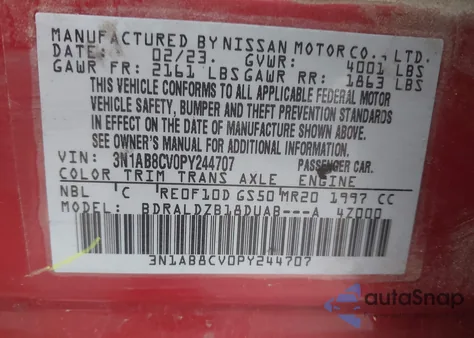 MANUFACTURED BY NISSAN MOTOR CO., LTD.
DATE: 02/23. GVWR: 4001 LBS
GAWR FR: 2161 LBS GAWR RR: 1863 LBS
THIS VEHICLE CONFORMS TO ALL APPLICABLE FEDERAL MOTOR
VEHICLE SAFETY, BUMPER AND THEFT PREVENTION STANDARDS
IN EFFECT ON THE DATE OF MANUFACTURE SHOWN ABOVE.
SEE OWNER'S MANUAL FOR ADDITIONAL INFORMATION
VIN: 3N1AB8CV0PY244707 PASSENGER CAR.
COLOR TRIM TRANS AXLE ENGINE
NBL C RE0F10D GS50 MR20 1997 CC
MODEL: BDRALDZB18DUAB---A 4Z000
3N1AB8CV0PY244707
autoSnap